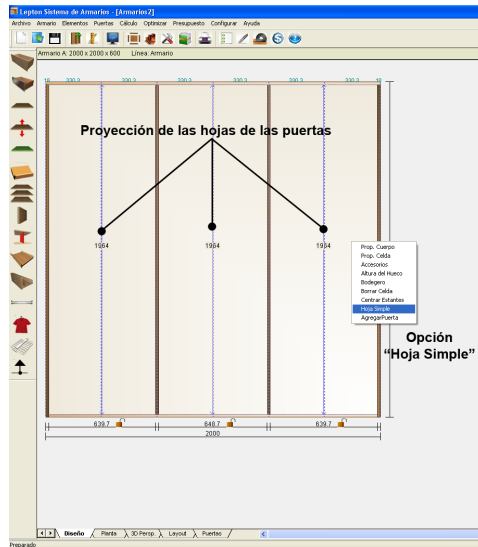 Lepton Sistema de Armarios - [Armarios2]
Archivo Armario Elementos Puertas Cálculo Optimizar Presupuesto Configurar Ayuda
Armario A: 2000 x 2000 x 600 Línea: Armario
Proyección de las hojas de las puertas
1964 1964 1964
Prop. Cuerpo
Prop. Celda
Accesorios
Altura del Hueco
Bodegero
Borrar Celda
Centrar Estantes
Hoja Simple
AgregarPuerta
Opción
“Hoja Simple”
639.7 648.7 639.7
2000
Diseño Planta 3D Persp. Layout Puertas
Preparado